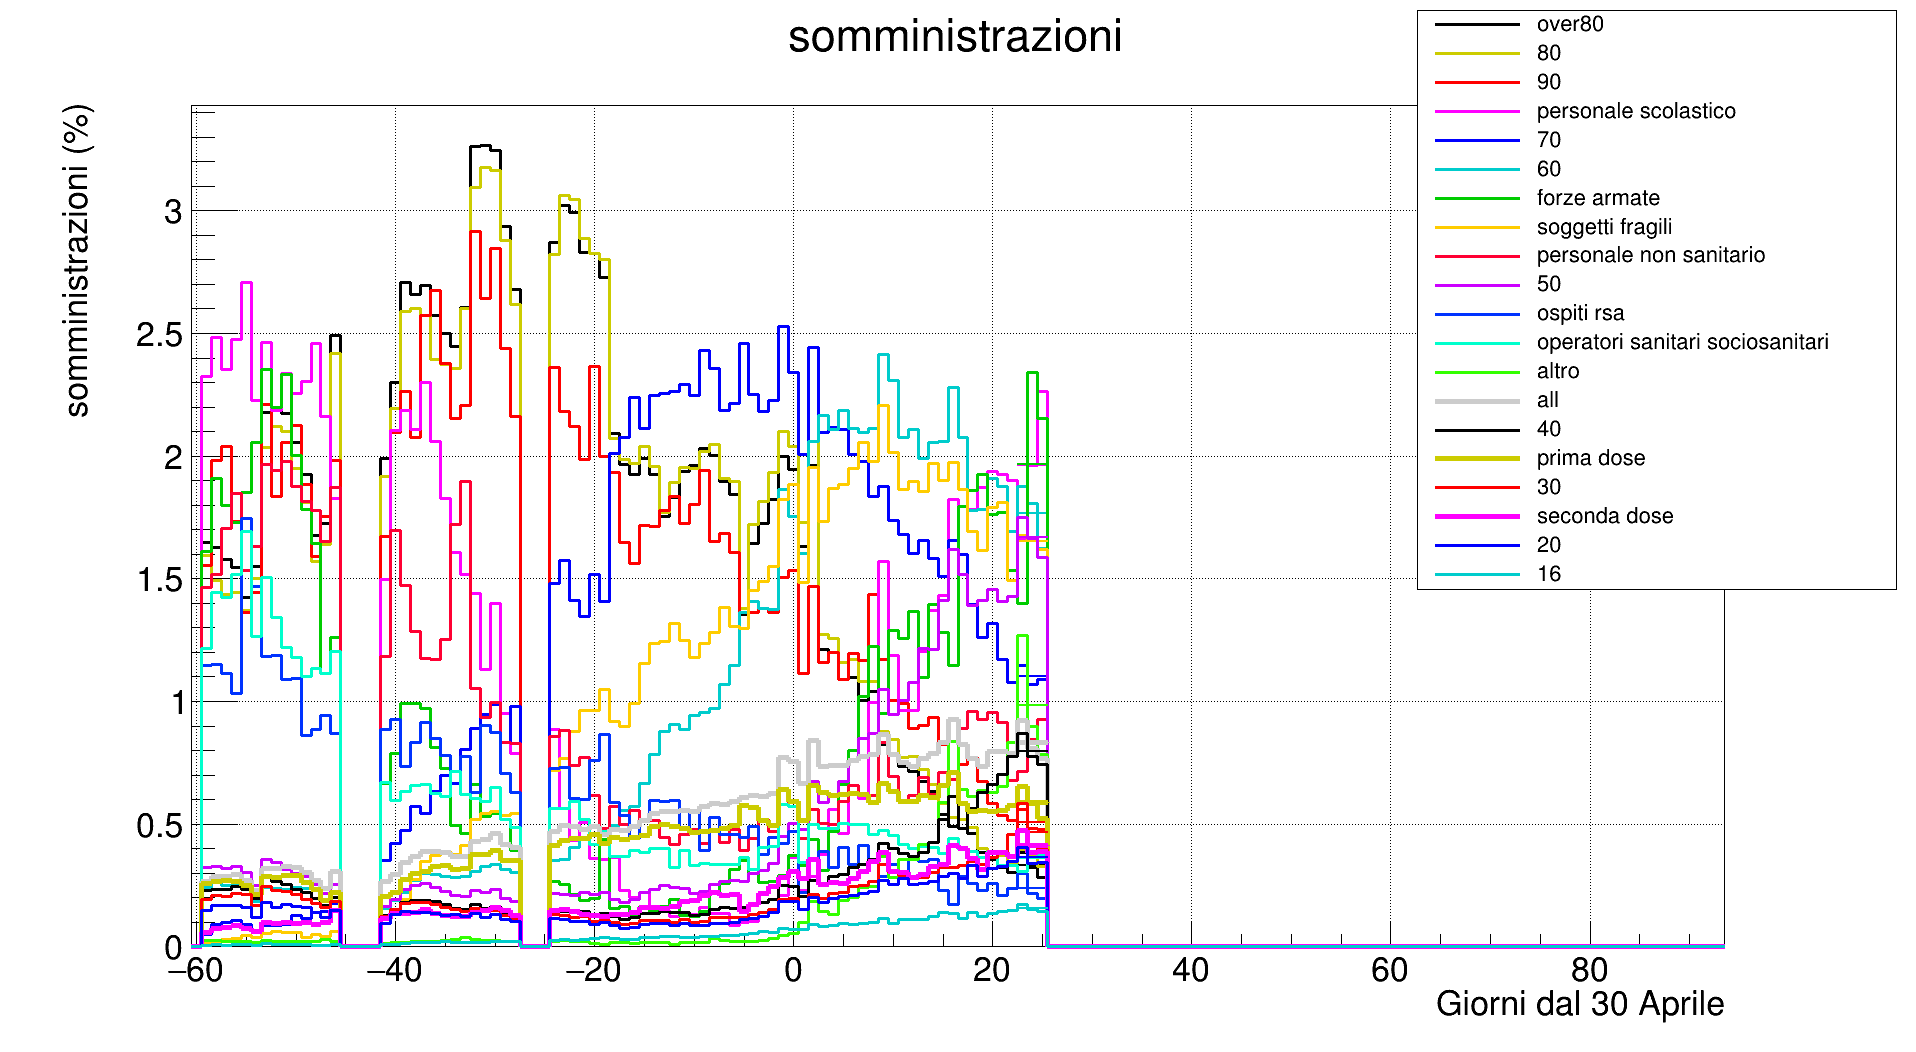 somministrazioni
somministrazioni (%)
3
2.5
2
1.5
1
0.5
0
−60
−40
−20
0
20
40
60
80
Giorni dal 30 Aprile
over80
80
90
personale scolastico
70
60
forze armate
soggetti fragili
personale non sanitario
50
ospiti rsa
operatori sanitari sociosanitari
altro
all
40
prima dose
30
seconda dose
20
16